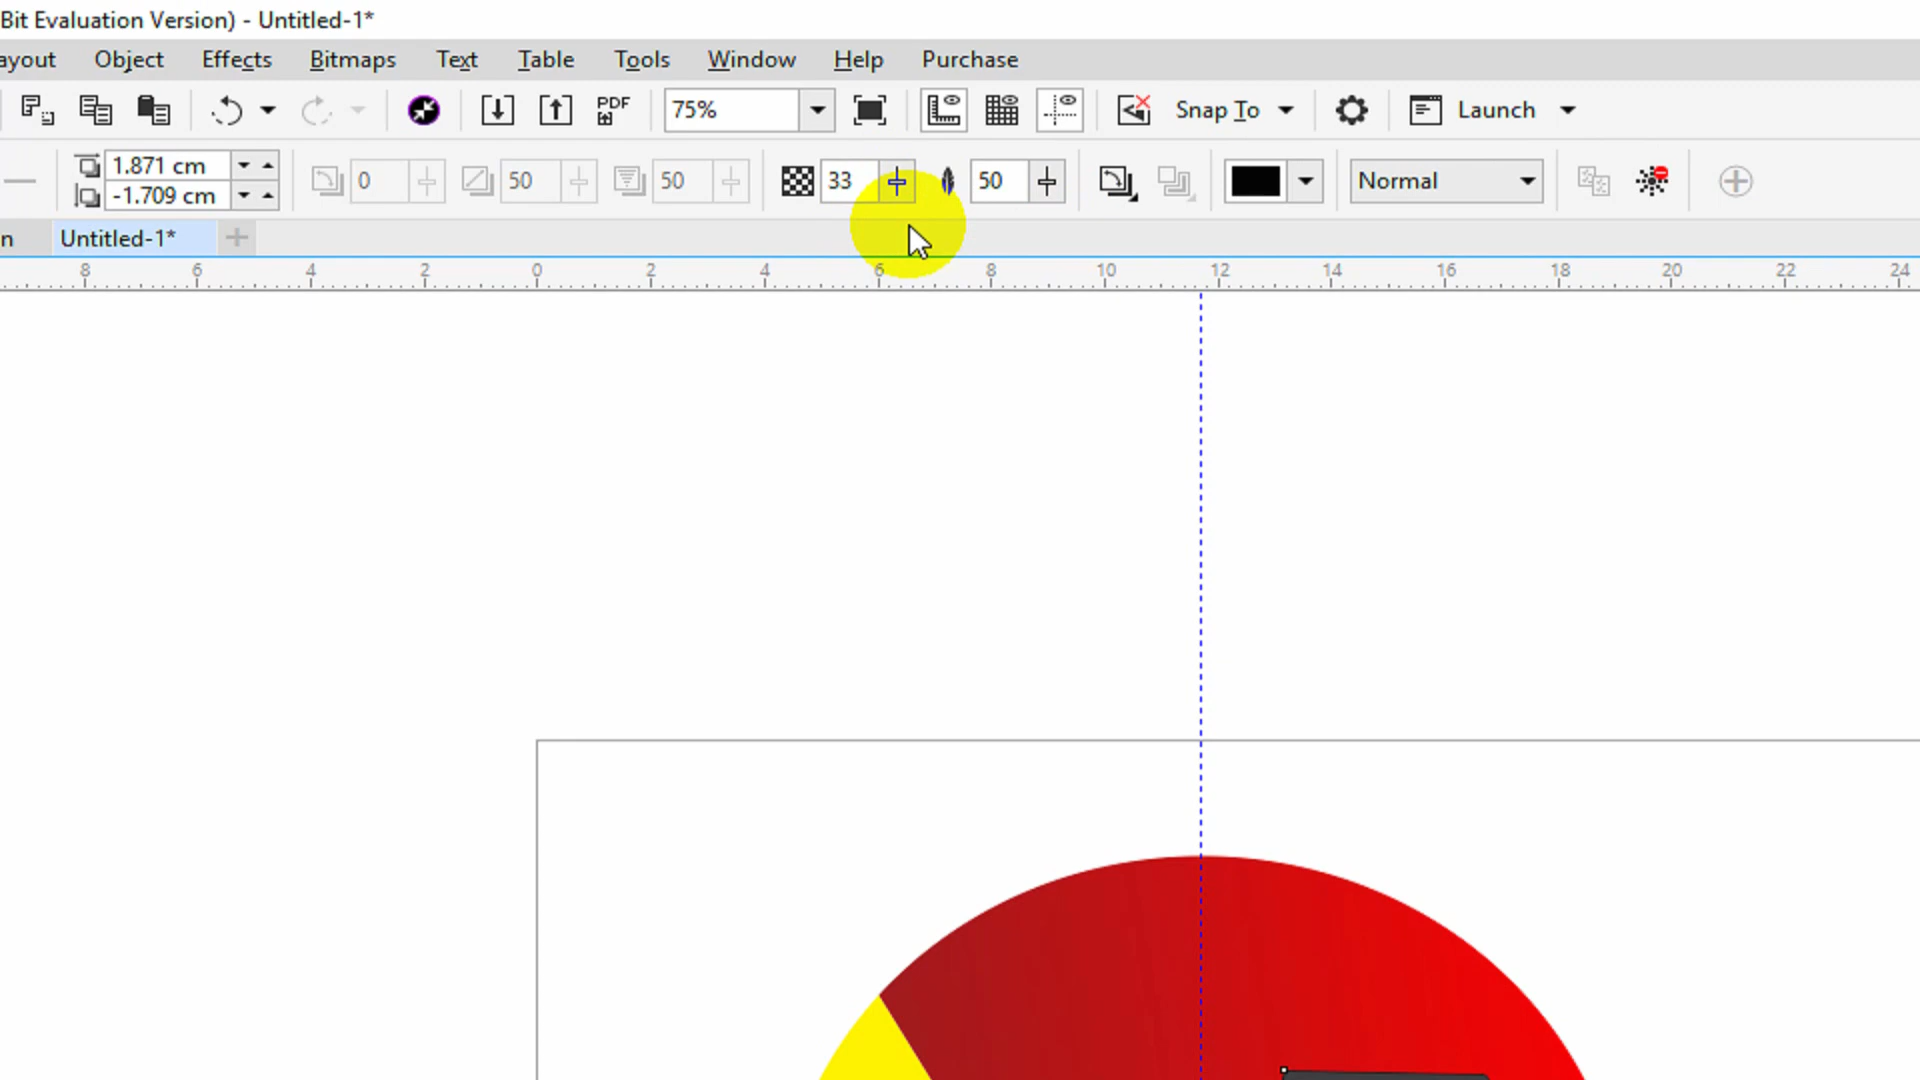 Bit Evaluation Version) - Untitled-1*
ayout Object Effects Bitmaps Text Table Tools Window Help Purchase
PDF 75% Snap To Launch
1.871 cm
-1.709 cm
0 50 50 33 50 Normal
n Untitled-1*
8 6 4 2 0 2 4 6 8 10 12 14 16 18 20 22 24